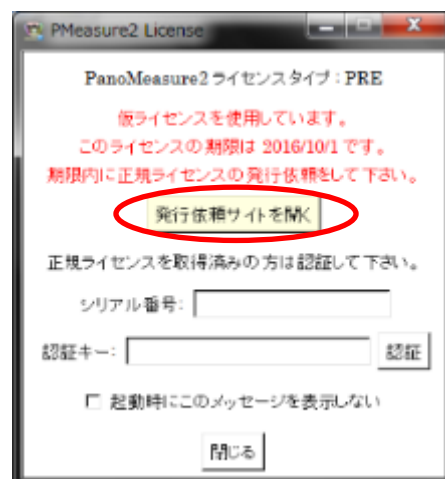 PMeasure2 License
PanoMeasure2 ライセンスタイプ : PRE
仮ライセンスを使用しています。
このライセンスの期限は 2016/10/1 です。
期限内に正規ライセンスの発行依頼をして下さい。
発行依頼サイトを開く
正規ライセンスを取得済みの方は認証して下さい。
シリアル番号:
認証キー: 認証
起動時にこのメッセージを表示しない
閉じる